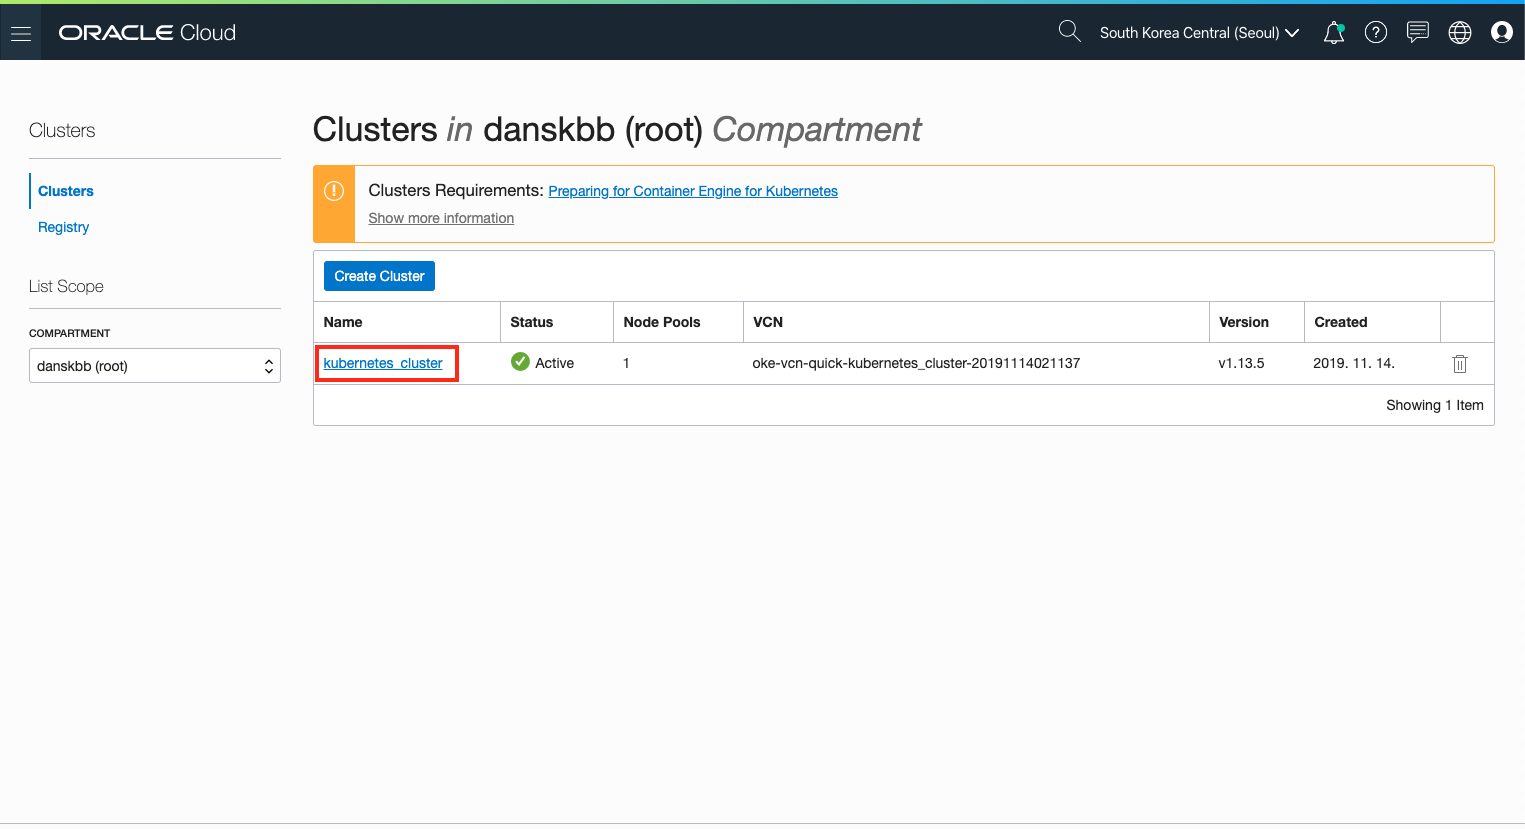 ORACLE Cloud
South Korea Central (Seoul)
Clusters
Clusters
Registry
List Scope
COMPARTMENT
danskbb (root)
Clusters in danskbb (root) Compartment
Clusters Requirements: Preparing for Container Engine for Kubernetes
Show more information
Create Cluster
Name Status Node Pools VCN Version Created
kubernetes_cluster Active 1 oke-vcn-quick-kubernetes_cluster-20191114021137 v1.13.5 2019. 11. 14.
Showing 1 Item